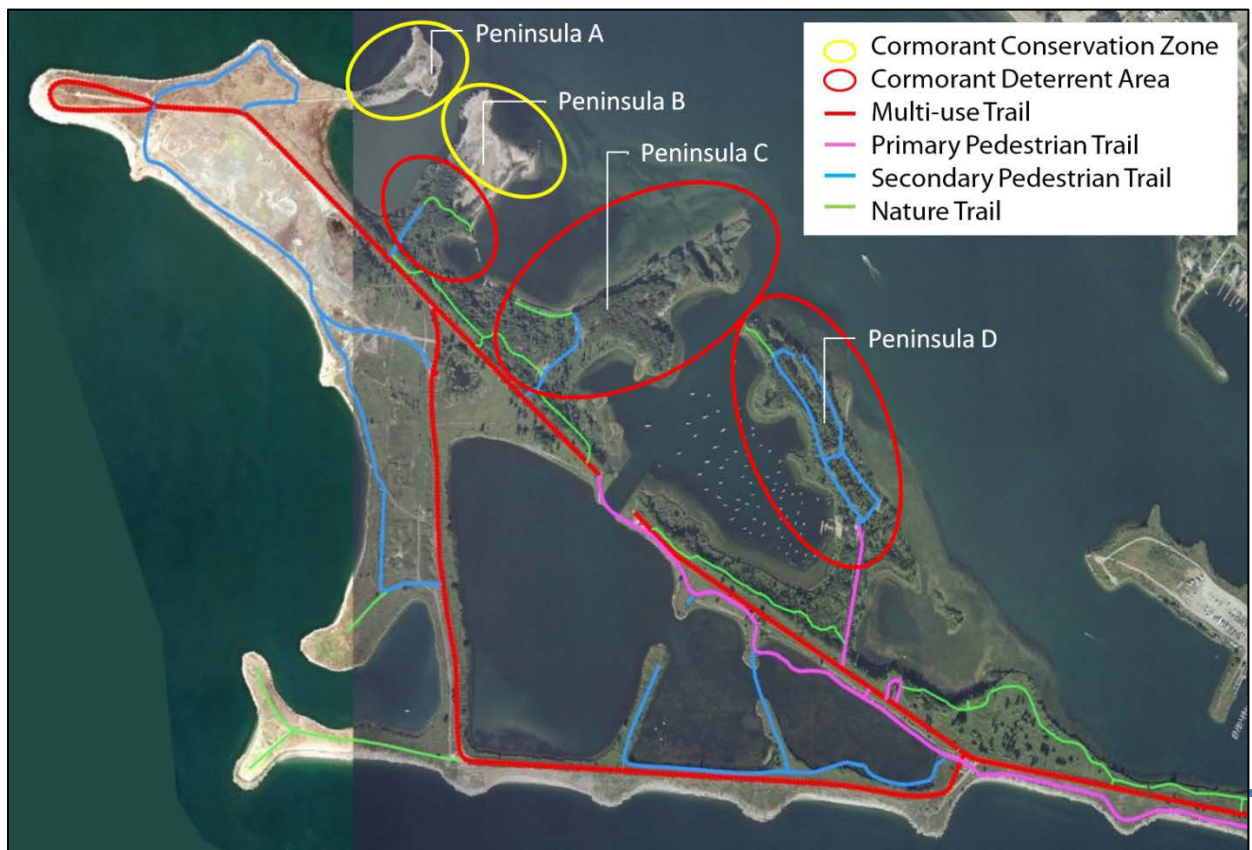 Peninsula A
Peninsula B
Peninsula C
Peninsula D
Cormorant Conservation Zone
Cormorant Deterrent Area
Multi-use Trail
Primary Pedestrian Trail
Secondary Pedestrian Trail
Nature Trail